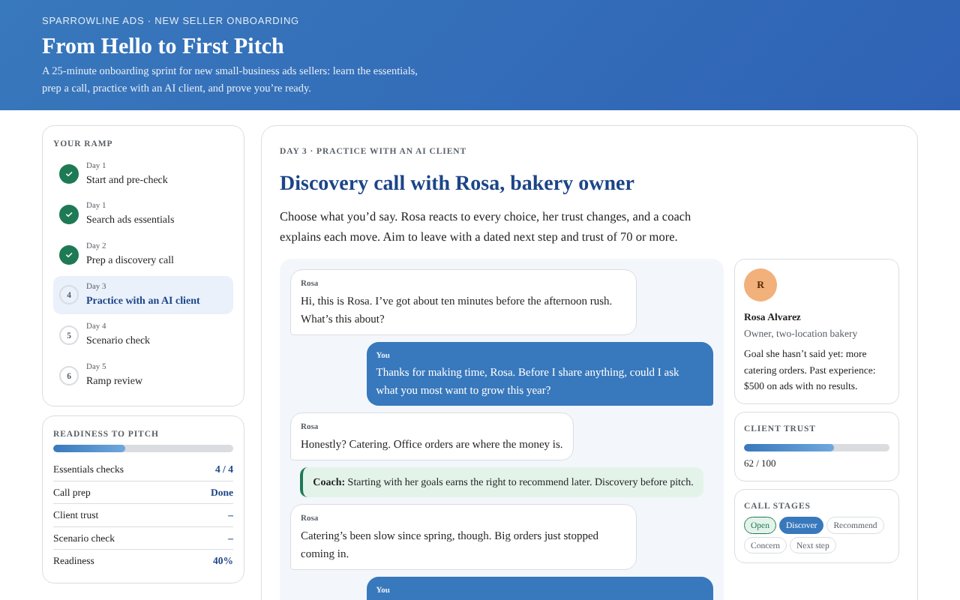 SPARROWLINE ADS · NEW SELLER ONBOARDING
From Hello to First Pitch
A 25-minute onboarding sprint for new small-business ads sellers: learn the essentials,
prep a call, practice with an AI client, and prove you’re ready.
YOUR RAMP
Day 1
Start and pre-check
Day 1
Search ads essentials
Day 2
Prep a discovery call
4
Day 3
Practice with an AI client
5
Day 4
Scenario check
6
Day 5
Ramp review
READINESS TO PITCH
Essentials checks 4 / 4
Call prep Done
Client trust –
Scenario check –
Readiness 40%
DAY 3 · PRACTICE WITH AN AI CLIENT
Discovery call with Rosa, bakery owner
Choose what you’d say. Rosa reacts to every choice, her trust changes, and a coach
explains each move. Aim to leave with a dated next step and trust of 70 or more.
Rosa
Hi, this is Rosa. I’ve got about ten minutes before the afternoon rush.
What’s this about?
You
Thanks for making time, Rosa. Before I share anything, could I ask
what you most want to grow this year?
Rosa
Honestly? Catering. Office orders are where the money is.
Coach: Starting with her goals earns the right to recommend later. Discovery before pitch.
Rosa
Catering’s been slow since spring, though. Big orders just stopped
coming in.
You
R
Rosa Alvarez
Owner, two-location bakery
Goal she hasn’t said yet: more
catering orders. Past experience:
$500 on ads with no results.
CLIENT TRUST
62 / 100
CALL STAGES
Open Discover Recommend
Concern Next step